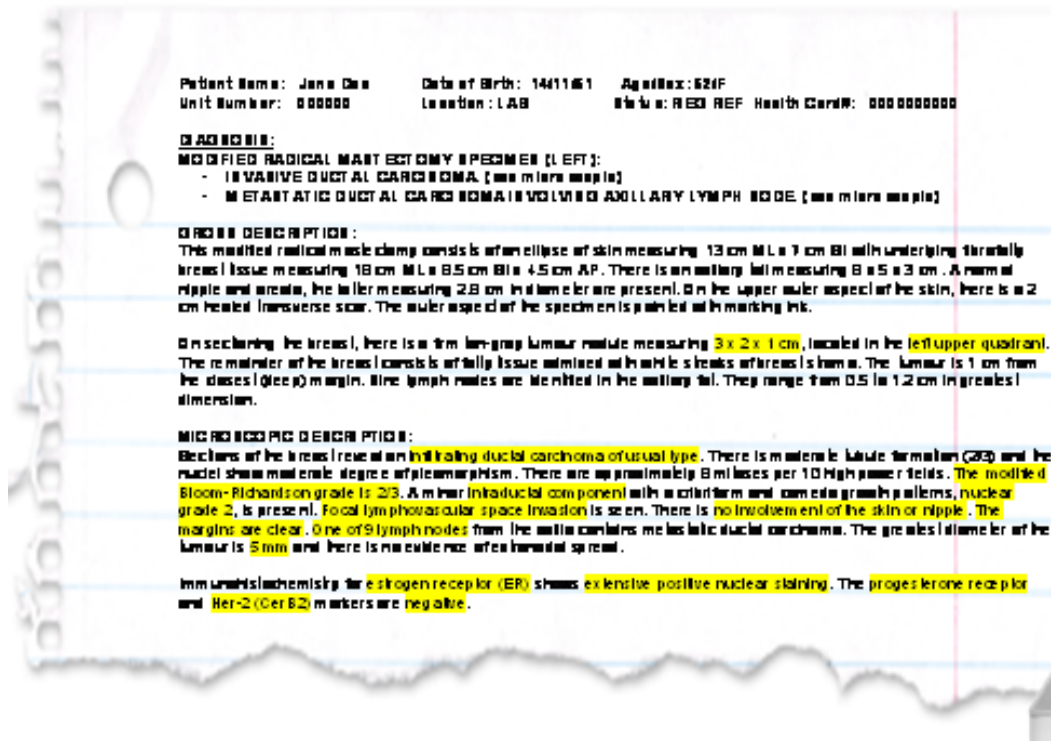 Patient Name: Jane Doe Date of Birth: 14/11/51 Age/Sex: 52/F
Unit Number: 000000 Location: LAB Status: REG REF Health Card#: 0000000000
DIAGNOSIS:
MODIFIED RADICAL MASTECTOMY SPECIMEN (LEFT):
- INVASIVE DUCTAL CARCINOMA. (see microscopic)
- METASTATIC DUCTAL CARCINOMA INVOLVING AXILLARY LYMPH NODE. (see microscopic)
GROSS DESCRIPTION:
This modified radical mastectomy consists of an ellipse of skin measuring 13 cm ML x 7 cm SI with underlying fibrofatty
breast tissue measuring 18 cm ML x 8.5 cm SI x 4.5 cm AP. There is an axillary tail measuring 8 x 5 x 3 cm. A normal
nipple and areola, the latter measuring 2.8 cm in diameter are present. On the upper outer aspect of the skin, there is a 2
cm healed transverse scar. The outer aspect of the specimen is painted with marking ink.
On sectioning the breast, there is a firm tan-gray tumour nodule measuring 3 x 2 x 1 cm, located in the left upper quadrant.
The remainder of the breast consists of fatty tissue admixed with white streaks of breast stroma. The tumour is 1 cm from
the closest (deep) margin. Nine lymph nodes are identified in the axillary tail. They range from 0.5 to 1.2 cm in greatest
dimension.
MICROSCOPIC DESCRIPTION:
Sections of the breast reveal an infiltrating ductal carcinoma of usual type. There is moderate tubule formation (2/3) and the
nuclei show moderate degree of pleomorphism. There are approximately 8 mitoses per 10 high power fields. The modified
Bloom-Richardson grade is 2/3. A minor intraductal component with a cribriform and comedo growth patterns, nuclear
grade 2, is present. Focal lymphovascular space invasion is seen. There is no involvement of the skin or nipple. The
margins are clear. One of 9 lymph nodes from the axilla contains metastatic ductal carcinoma. The greatest diameter of the
tumour is 5 mm and there is no evidence of extranodal spread.
Immunohistochemistry for estrogen receptor (ER) shows extensive positive nuclear staining. The progesterone receptor
and Her-2 (Cer B2) markers are negative.